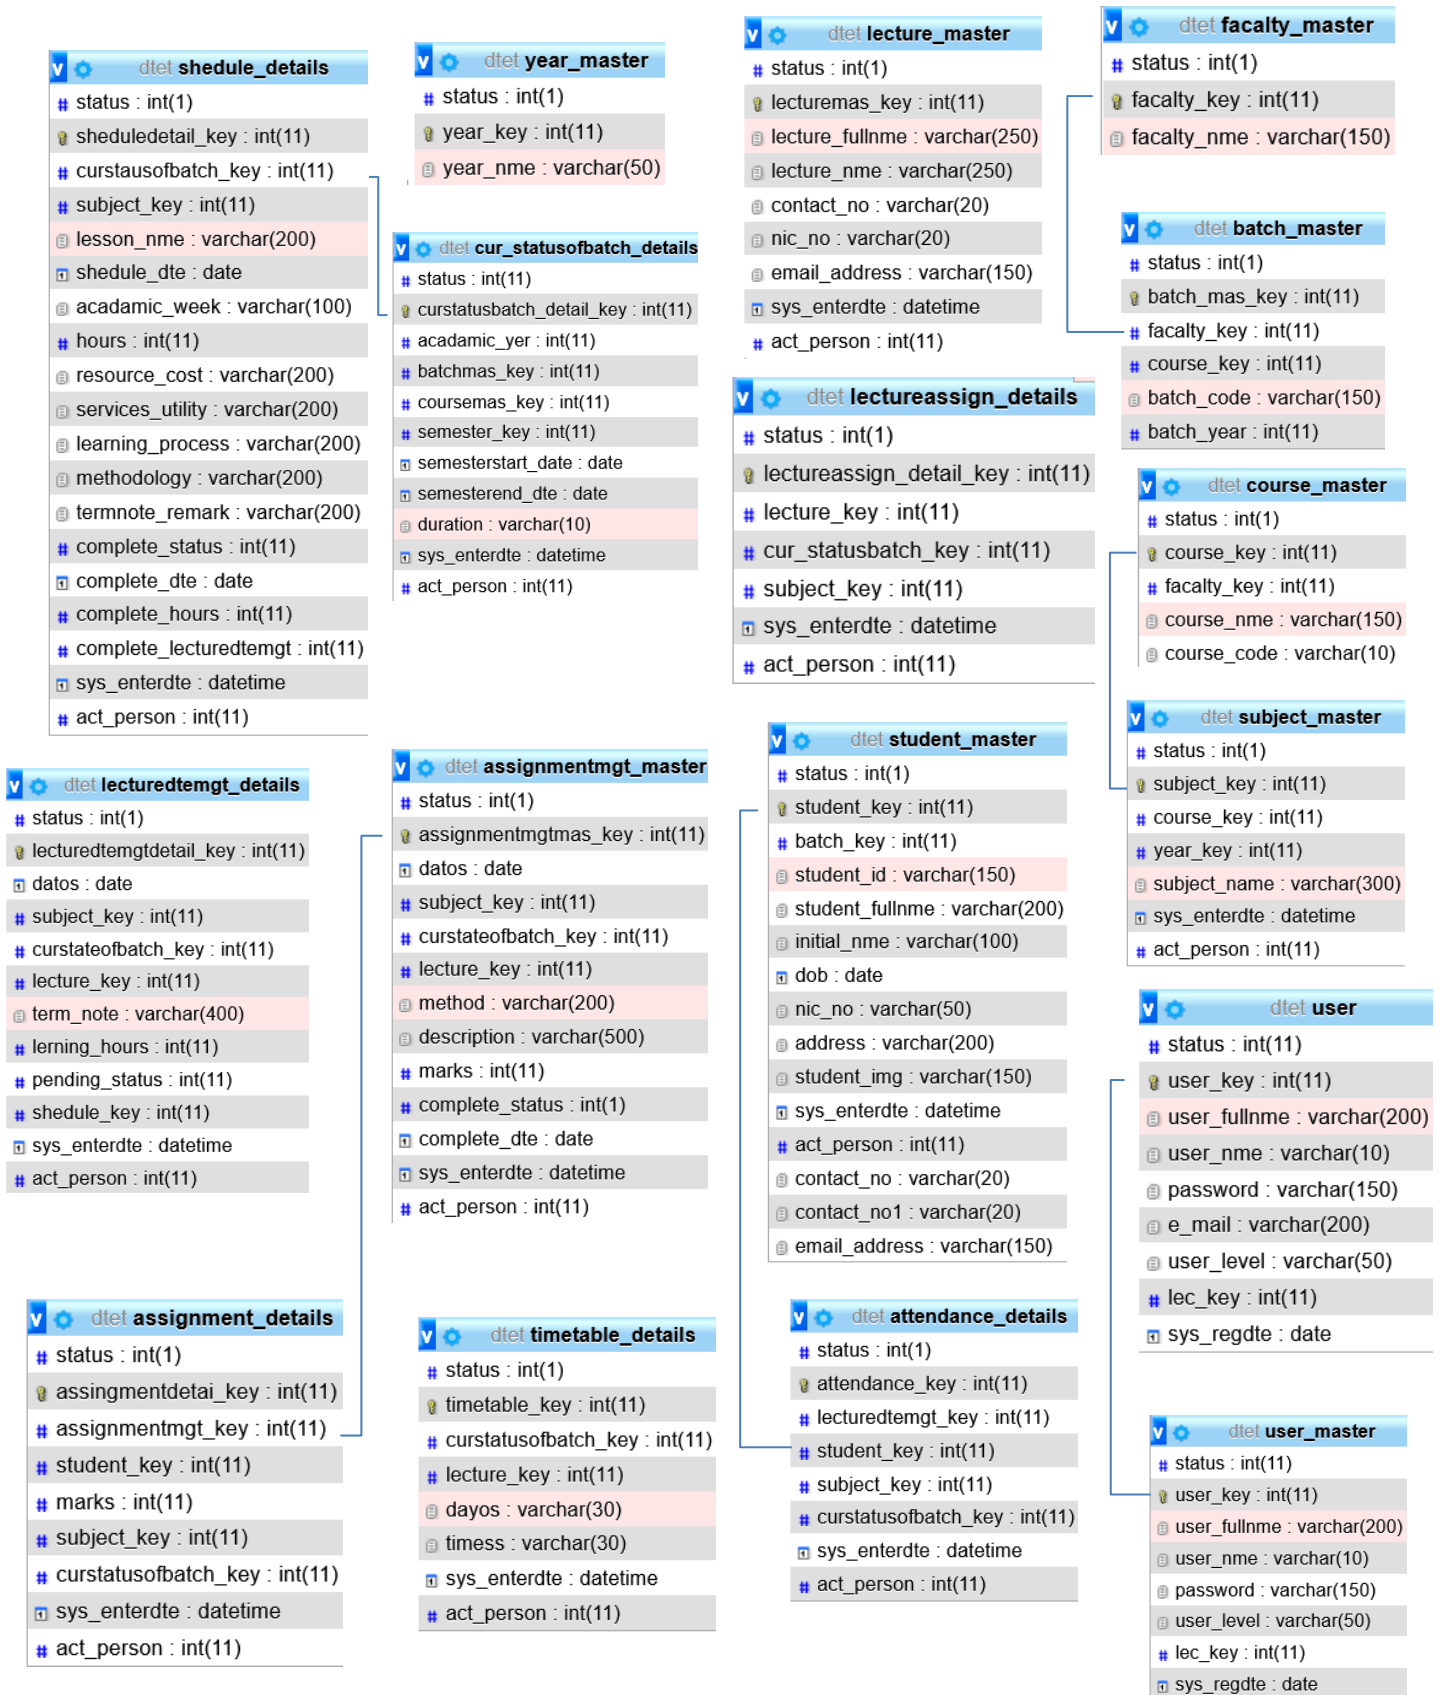 dtet shedule_details
status : int(1)
sheduledetail_key : int(11)
curstausofbatch_key : int(11)
subject_key : int(11)
lesson_nme : varchar(200)
shedule_dte : date
acadamic_week : varchar(100)
hours : int(11)
resource_cost : varchar(200)
services_utility : varchar(200)
learning_process : varchar(200)
methodology : varchar(200)
termnote_remark : varchar(200)
complete_status : int(11)
complete_dte : date
complete_hours : int(11)
complete_lecturedtemgt : int(11)
sys_enterdte : datetime
act_person : int(11)
dtet year_master
status : int(1)
year_key : int(11)
year_nme : varchar(50)
dtet cur_statusofbatch_details
status : int(11)
curstatusbatch_detail_key : int(11)
acadamic_yer : int(11)
batchmas_key : int(11)
coursemas_key : int(11)
semester_key : int(11)
semesterstart_date : date
semesterend_dte : date
duration : varchar(10)
sys_enterdte : datetime
act_person : int(11)
dtet lecture_master
status : int(1)
lecturemas_key : int(11)
lecture_fullnme : varchar(250)
lecture_nme : varchar(250)
contact_no : varchar(20)
nic_no : varchar(20)
email_address : varchar(150)
sys_enterdte : datetime
act_person : int(11)
dtet lectureassign_details
status : int(1)
lectureassign_detail_key : int(11)
lecture_key : int(11)
cur_statusbatch_key : int(11)
subject_key : int(11)
sys_enterdte : datetime
act_person : int(11)
dtet facalty_master
status : int(1)
facalty_key : int(11)
facalty_nme : varchar(150)
dtet batch_master
status : int(1)
batch_mas_key : int(11)
facalty_key : int(11)
course_key : int(11)
batch_code : varchar(150)
batch_year : int(11)
dtet course_master
status : int(1)
course_key : int(11)
facalty_key : int(11)
course_nme : varchar(150)
course_code : varchar(10)
dtet subject_master
status : int(1)
subject_key : int(11)
course_key : int(11)
year_key : int(11)
subject_name : varchar(300)
sys_enterdte : datetime
act_person : int(11)
dtet lecturedtemgt_details
status : int(1)
lecturedtemgtdetail_key : int(11)
datos : date
subject_key : int(11)
curstateofbatch_key : int(11)
lecture_key : int(11)
term_note : varchar(400)
lerning_hours : int(11)
pending_status : int(11)
shedule_key : int(11)
sys_enterdte : datetime
act_person : int(11)
dtet assignmentmgt_master
status : int(1)
assignmentmgtmas_key : int(11)
datos : date
subject_key : int(11)
curstateofbatch_key : int(11)
lecture_key : int(11)
method : varchar(200)
description : varchar(500)
marks : int(11)
complete_status : int(1)
complete_dte : date
sys_enterdte : datetime
act_person : int(11)
dtet student_master
status : int(1)
student_key : int(11)
batch_key : int(11)
student_id : varchar(150)
student_fullnme : varchar(200)
initial_nme : varchar(100)
dob : date
nic_no : varchar(50)
address : varchar(200)
student_img : varchar(150)
sys_enterdte : datetime
act_person : int(11)
contact_no : varchar(20)
contact_no1 : varchar(20)
email_address : varchar(150)
dtet user
status : int(11)
user_key : int(11)
user_fullnme : varchar(200)
user_nme : varchar(10)
password : varchar(150)
e_mail : varchar(200)
user_level : varchar(50)
lec_key : int(11)
sys_regdte : date
dtet assignment_details
status : int(1)
assingmentdetai_key : int(11)
assignmentmgt_key : int(11)
student_key : int(11)
marks : int(11)
subject_key : int(11)
curstatusofbatch_key : int(11)
sys_enterdte : datetime
act_person : int(11)
dtet timetable_details
status : int(1)
timetable_key : int(11)
curstatusofbatch_key : int(11)
lecture_key : int(11)
dayos : varchar(30)
timess : varchar(30)
sys_enterdte : datetime
act_person : int(11)
dtet attendance_details
status : int(1)
attendance_key : int(11)
lecturedtemgt_key : int(11)
student_key : int(11)
subject_key : int(11)
curstatusofbatch_key : int(11)
sys_enterdte : datetime
act_person : int(11)
dtet user_master
status : int(11)
user_key : int(11)
user_fullnme : varchar(200)
user_nme : varchar(10)
password : varchar(150)
user_level : varchar(50)
lec_key : int(11)
sys_regdte : date